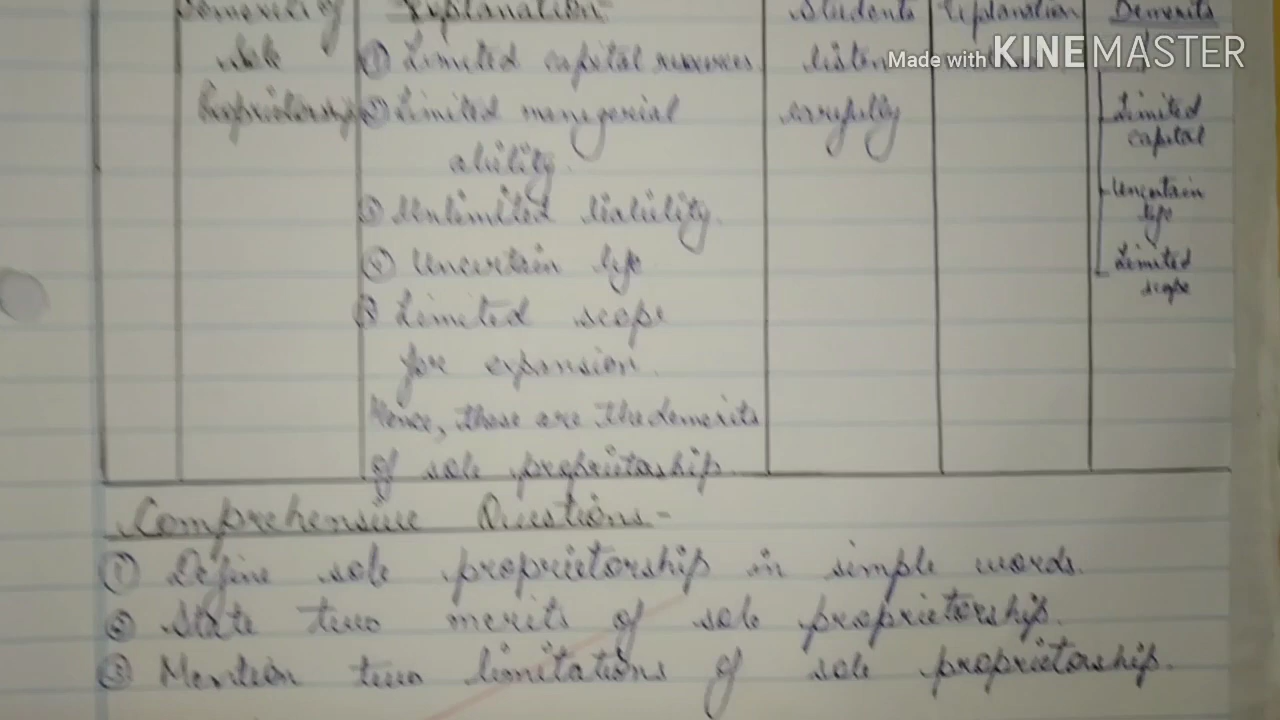 Demerits of
sole
Proprietorship
Explanation:-
① Limited capital resources.
② Limited managerial
ability.
③ Unlimited liability.
④ Uncertain life
⑤ Limited scope
for expansion.
Hence, these are the demerits
of sole proprietorship.
Students
listen
carefully
Explanation
Demerits
Limited
capital
Uncertain
life
Limited
scope
Made with KINEMASTER
Comprehensive Questions:-
① Define sole proprietorship in simple words.
② State two merits of sole proprietorship.
③ Mention two limitations of sole proprietorship.